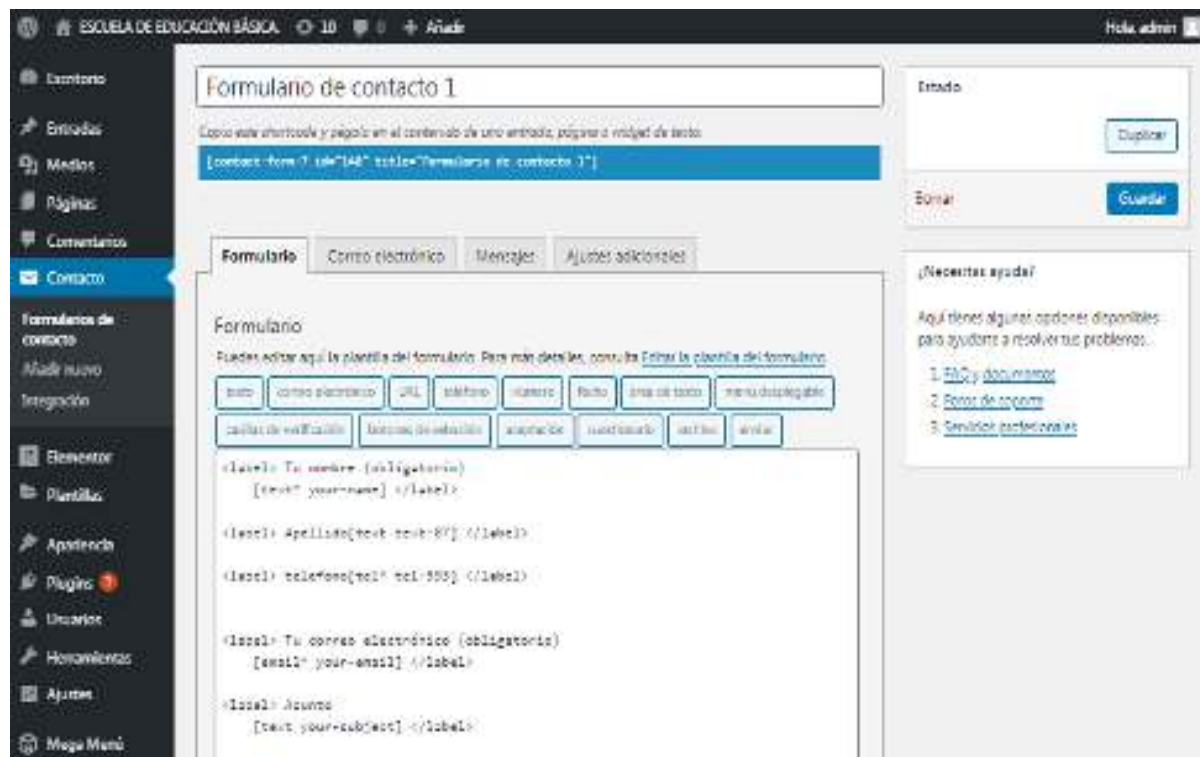 ESCUELA DE EDUCACIÓN BÁSICA 10 0 + Añadir Hola, admin
Escritorio
Entradas
Medios
Páginas
Comentarios
Contacto
Formularios de contacto
Añadir nuevo
Integración
Elementor
Plantillas
Apariencia
Plugins
Usuarios
Herramientas
Ajustes
Mega Menú
Formulario de contacto 1
Copia este shortcode y pégalo en el contenido de una entrada, página o widget de texto:
[contact-form-7 id="148" title="Formulario de contacto 1"]
Formulario Correo electrónico Mensajes Ajustes adicionales
Formulario
Puedes editar aquí la plantilla del formulario. Para más detalles, consulta Editar la plantilla del formulario.
texto correo electrónico URL teléfono número fecha área de texto menú desplegable
casillas de verificación botones de selección aceptación cuestionario archivo enviar
<label> Tu nombre (obligatorio)
[text* your-name] </label>
<label> Apellido[text text-87] </label>
<label> telefono[tel* tel-555] </label>
<label> Tu correo electrónico (obligatorio)
[email* your-email] </label>
<label> Asunto
[text your-subject] </label>
Estado
Duplicar
Borrar Guardar
¿Necesitas ayuda?
Aquí tienes algunas opciones disponibles
para ayudarte a resolver tus problemas.
1. FAQ y documentos
2. Foros de soporte
3. Servicios profesionales